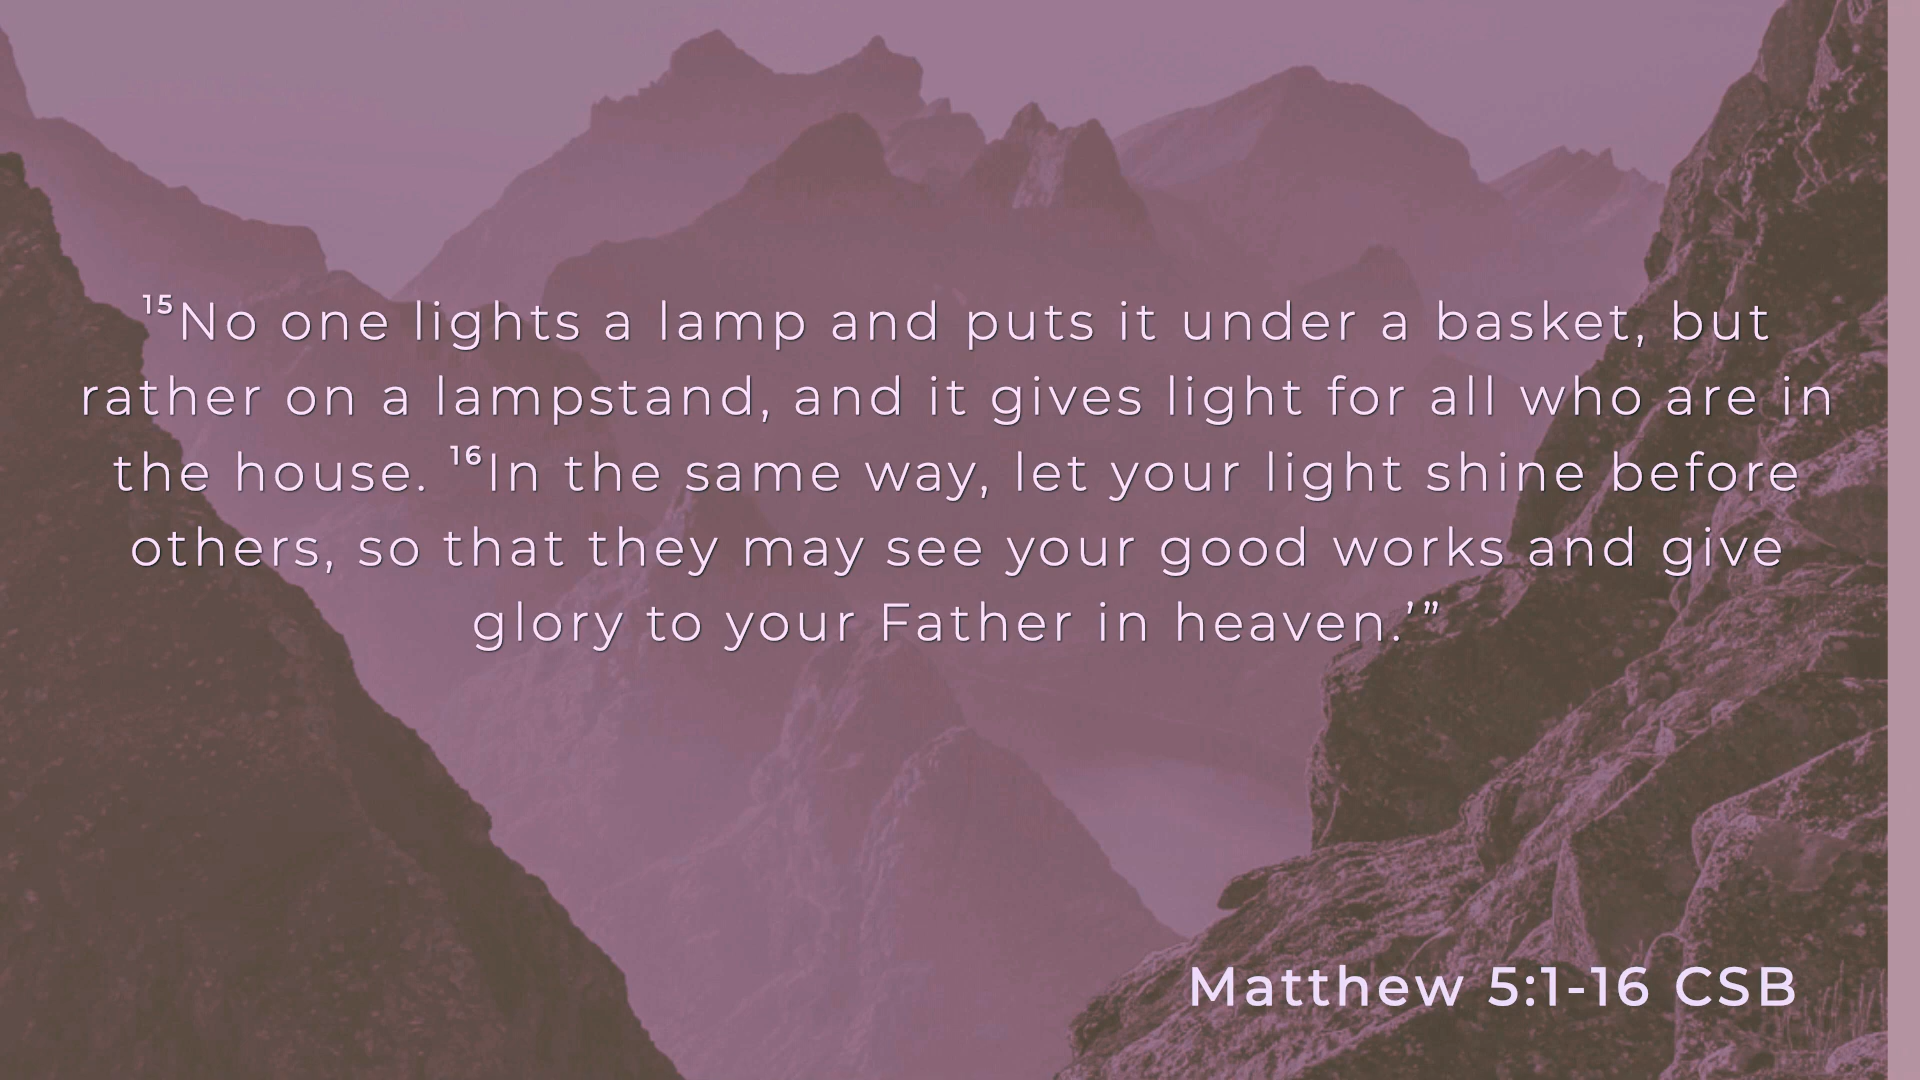 ¹⁵No one lights a lamp and puts it under a basket, but
rather on a lampstand, and it gives light for all who are in
the house. ¹⁶In the same way, let your light shine before
others, so that they may see your good works and give
glory to your Father in heaven.’”
Matthew 5:1-16 CSB